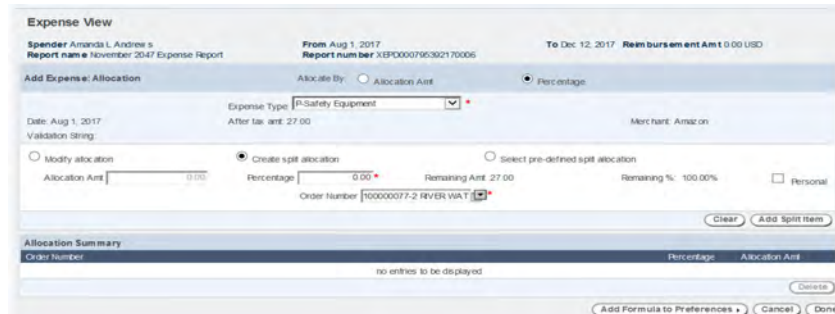 Expense View
Spender Amanda L Andrews From Aug 1, 2017 To Dec 12, 2017 Reimbursement Amt 0.00 USD
Report name November 2047 Expense Report Report number XEPD000795392170006
Add Expense: Allocation Allocate By: Allocation Amt Percentage
Expense Type P-Safety Equipment *
Date: Aug 1, 2017 After tax amt: 27.00 Merchant: Amazon
Validation String:
Modify allocation Create split allocation Select pre-defined split allocation
Allocation Amt 0.00 Percentage 0.00 * Remaining Amt 27.00 Remaining %: 100.00% Personal
Order Number 100000077-2 RIVER WAT *
Clear Add Split Item
Allocation Summary
Order Number Percentage Allocation Amt
no entries to be displayed
Delete
Add Formula to Preferences Cancel Done